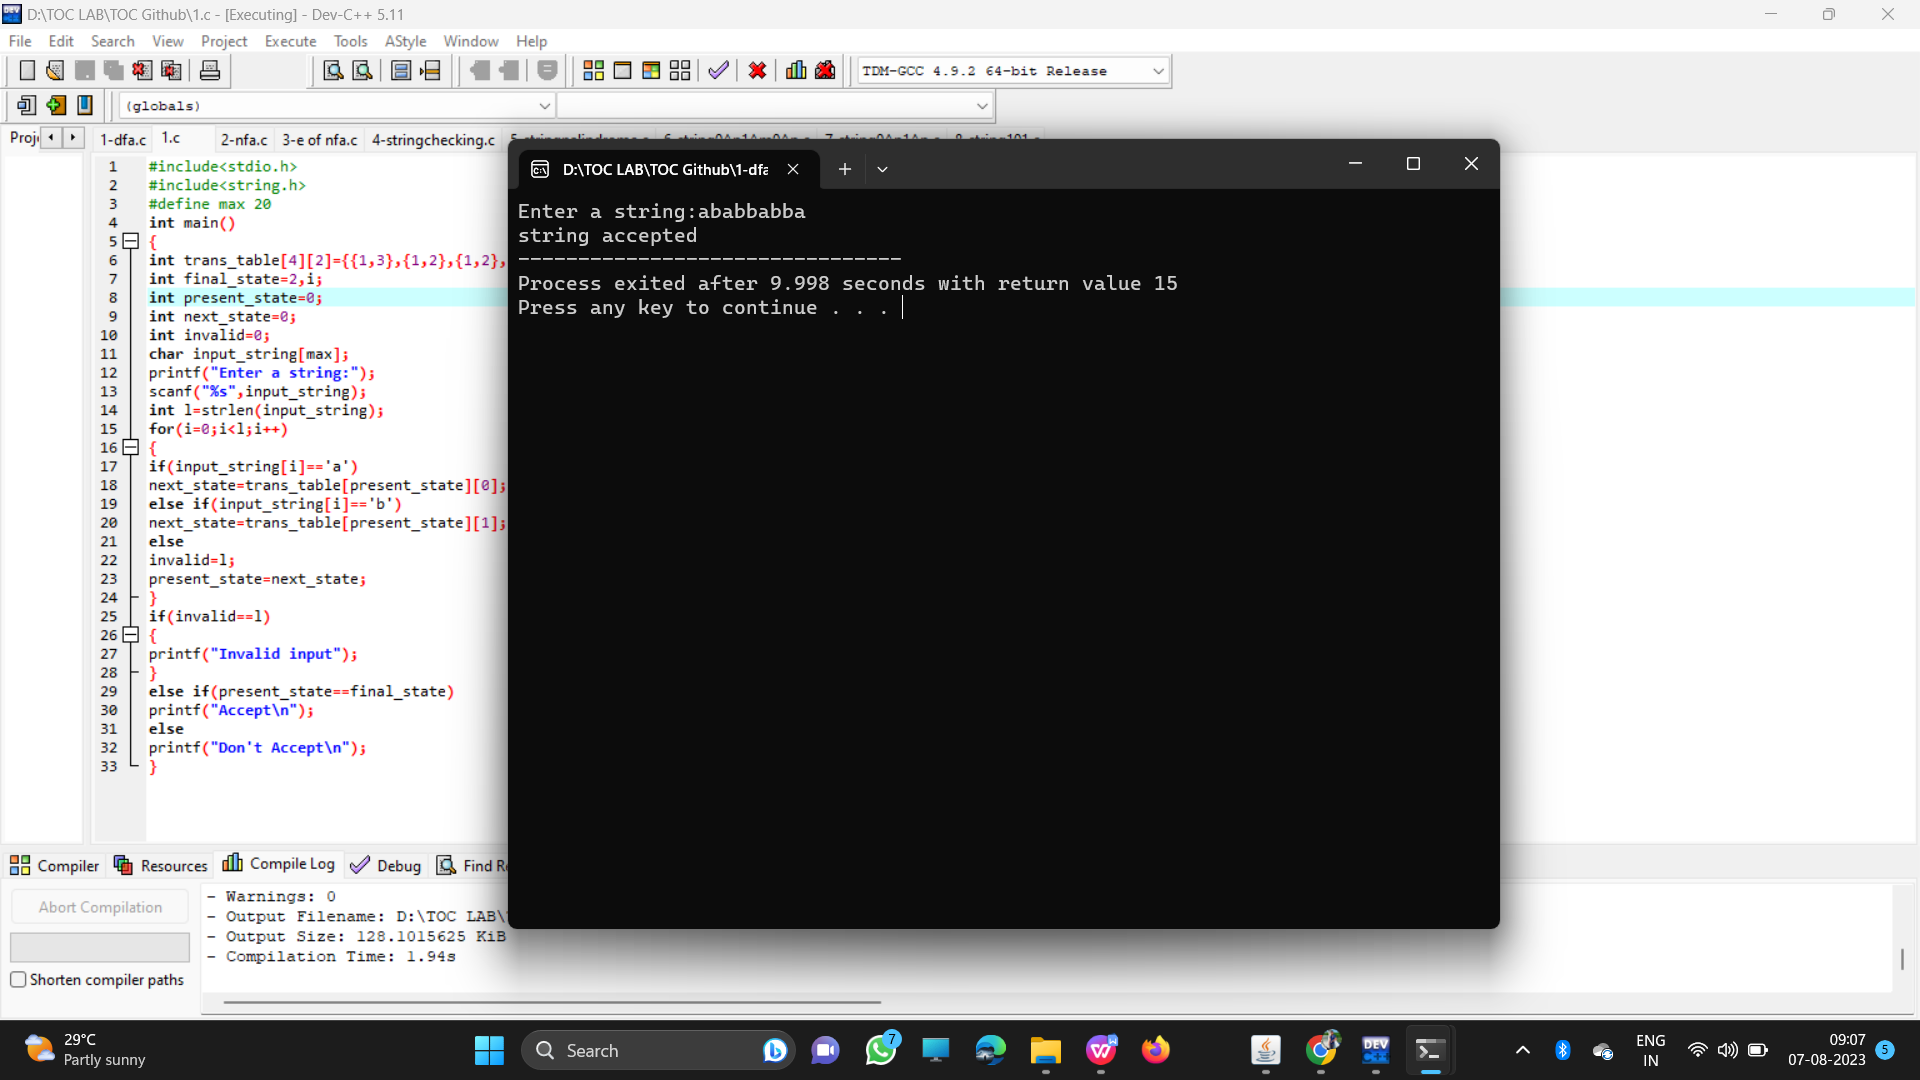 D:\TOC LAB\TOC Github\1.c - [Executing] - Dev-C++ 5.11
File Edit Search View Project Execute Tools AStyle Window Help
TDM-GCC 4.9.2 64-bit Release
(globals)
Proj 1-dfa.c 1.c 2-nfa.c 3-e of nfa.c 4-stringchecking.c
1 #include<stdio.h>
2 #include<string.h>
3 #define max 20
4 int main()
5 {
6 int trans_table[4][2]={{1,3},{1,2},{1,2},
7 int final_state=2,i;
8 int present_state=0;
9 int next_state=0;
10 int invalid=0;
11 char input_string[max];
12 printf("Enter a string:");
13 scanf("%s",input_string);
14 int l=strlen(input_string);
15 for(i=0;i<l;i++)
16 {
17 if(input_string[i]=='a')
18 next_state=trans_table[present_state][0];
19 else if(input_string[i]=='b')
20 next_state=trans_table[present_state][1];
21 else
22 invalid=l;
23 present_state=next_state;
24 }
25 if(invalid==l)
26 {
27 printf("Invalid input");
28 }
29 else if(present_state==final_state)
30 printf("Accept\n");
31 else
32 printf("Don't Accept\n");
33 }
D:\TOC LAB\TOC Github\1-dfa
Enter a string:ababbabba
string accepted
--------------------------------
Process exited after 9.998 seconds with return value 15
Press any key to continue . . .
Compiler Resources Compile Log Debug Find Re
Abort Compilation
Shorten compiler paths
- Warnings: 0
- Output Filename: D:\TOC LAB\
- Output Size: 128.1015625 KiB
- Compilation Time: 1.94s
29°C
Partly sunny
Search
7
DEV
C++
ENG
IN
09:07
07-08-2023
5